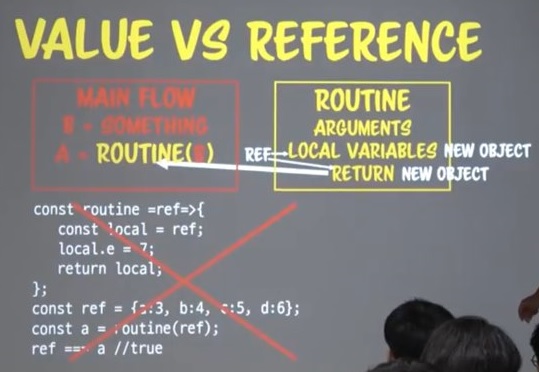 VALUE VS REFERENCE
MAIN FLOW
B = SOMETHING
A = ROUTINE(B)
ROUTINE
ARGUMENTS
REF LOCAL VARIABLES NEW OBJECT
RETURN NEW OBJECT
const routine =ref=>{
const local = ref;
local.e = 7;
return local;
};
const ref = {a:3, b:4, c:5, d:6};
const a = routine(ref);
ref === a //true